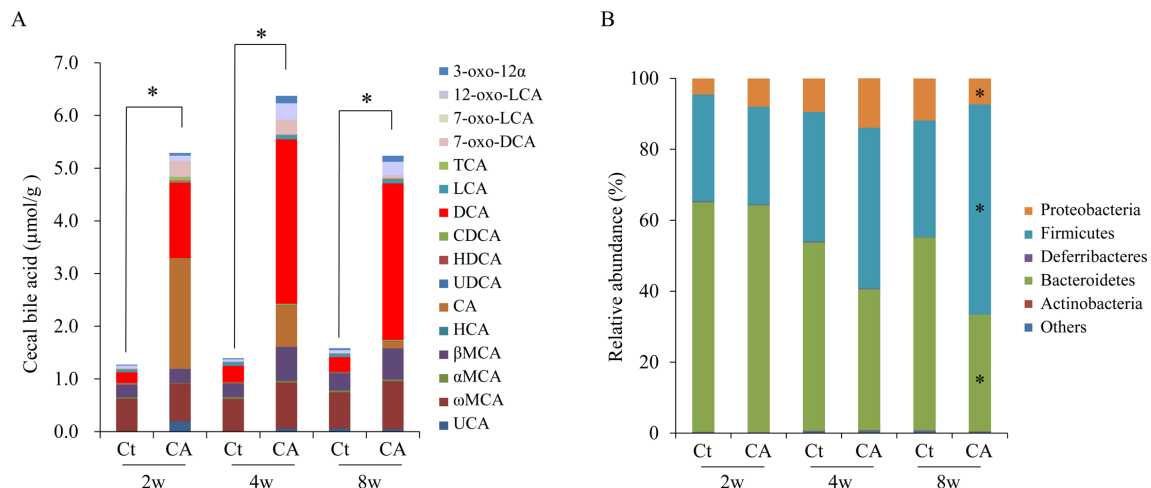 A
B
Cecal bile acid (μmol/g )
7.0
6.0
5.0
4.0
3.0
2.0
1.0
0.0
*
*
*
Ct
CA
Ct
CA
Ct
CA
2w
4w
8w
3-oxo-12α
12-oxo-LCA
7-oxo-LCA
7-oxo-DCA
TCA
LCA
DCA
CDCA
HDCA
UDCA
CA
HCA
βMCA
αMCA
ωMCA
UCA
Relative abundance (%)
100
80
60
40
20
0
*
*
*
Ct
CA
Ct
CA
Ct
CA
2w
4w
8w
Proteobacteria
Firmicutes
Deferribacteres
Bacteroidetes
Actinobacteria
Others